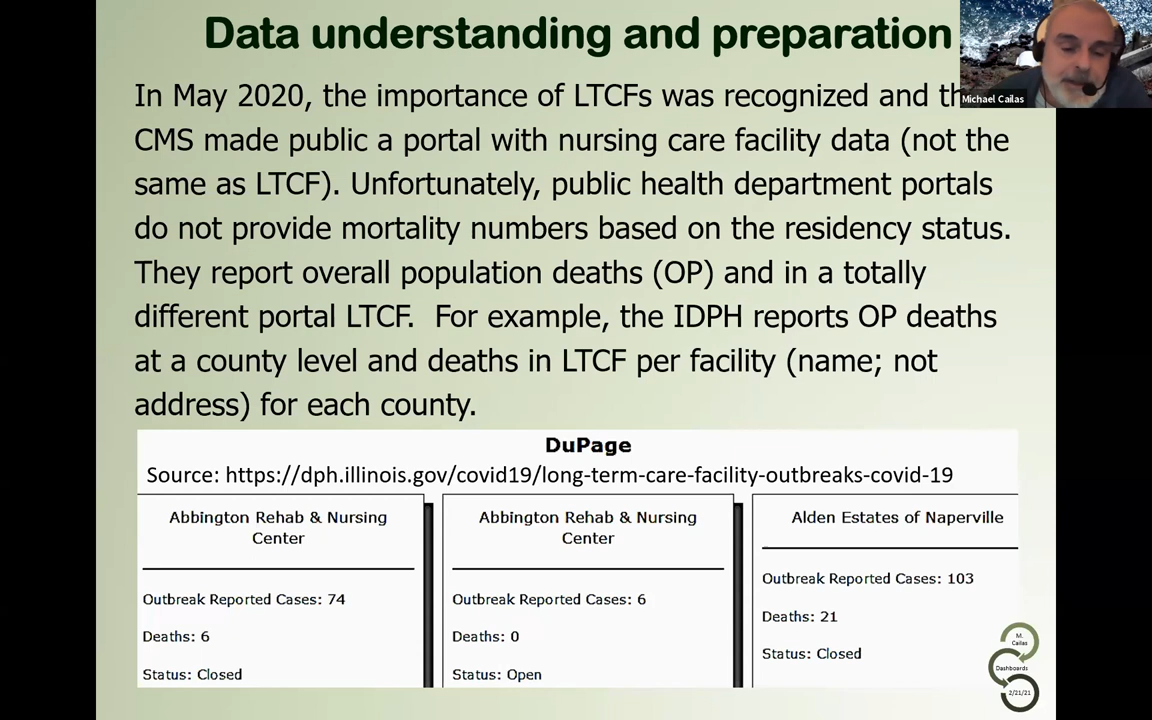 Data understanding and preparation
Michael Cailas
In May 2020, the importance of LTCFs was recognized and
CMS made public a portal with nursing care facility data (not the
same as LTCF). Unfortunately, public health department portals
do not provide mortality numbers based on the residency status.
They report overall population deaths (OP) and in a totally
different portal LTCF.  For example, the IDPH reports OP deaths
at a county level and deaths in LTCF per facility (name; not
address) for each county.
DuPage
Source: https://dph.illinois.gov/covid19/long-term-care-facility-outbreaks-covid-19
Abbington Rehab & Nursing
Center
Outbreak Reported Cases: 74
Deaths: 6
Status: Closed
Abbington Rehab & Nursing
Center
Outbreak Reported Cases: 6
Deaths: 0
Status: Open
Alden Estates of Naperville
Outbreak Reported Cases: 103
Deaths: 21
Status: Closed
M.
Cailas
Dashboards
2/21/21